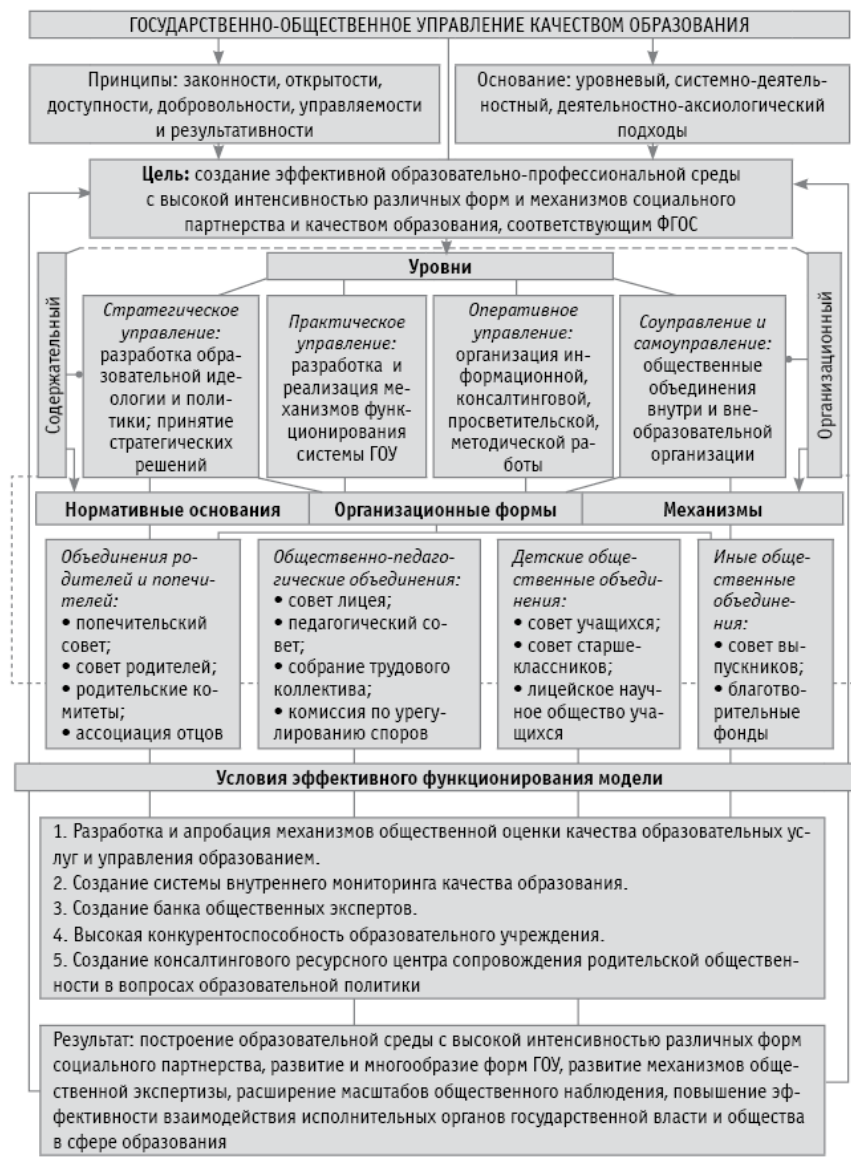 ГОСУДАРСТВЕННО-ОБЩЕСТВЕННОЕ УПРАВЛЕНИЕ КАЧЕСТВОМ ОБРАЗОВАНИЯ
Принципы: законности, открытости,
доступности, добровольности, управляемости
и результативности
Основание: уровневый, системно-деятель-
ностный, деятельностно-аксиологический
подходы
Цель: создание эффективной образовательно-профессиональной среды
с высокой интенсивностью различных форм и механизмов социального
партнерства и качеством образования, соответствующим ФГОС
Содержательный
Уровни
Организационный
Стратегическое
управление:
разработка обра-
зовательной идео-
логии и поли-
тики; принятие
стратегических
решений
Практическое
управление:
разработка и
реализация ме-
ханизмов функ-
ционирования
системы ГОУ
Оперативное
управление:
организация ин-
формационной,
консалтинговой,
просветительской,
методической ра-
боты
Соуправление и
самоуправление:
общественные
объединения
внутри и вне
образовательной
организации
Нормативные основания
Организационные формы
Механизмы
Объединения ро-
дителей и попечи-
телей:
• попечительский
совет;
• совет родителей;
• родительские ко-
митеты;
• ассоциация отцов
Общественно-педаго-
гические объединения:
• совет лицея;
• педагогический со-
вет;
• собрание трудового
коллектива;
• комиссия по урегу-
лированию споров
Детские обще-
ственные объеди-
нения:
• совет учащихся;
• совет старше-
классников;
• лицейское науч-
ное общество уча-
щихся
Иные обще-
ственные
объедине-
ния:
• совет вы-
пускников;
• благотво-
рительные
фонды
Условия эффективного функционирования модели
1. Разработка и апробация механизмов общественной оценки качества образовательных ус-
луг и управления образованием.
2. Создание системы внутреннего мониторинга качества образования.
3. Создание банка общественных экспертов.
4. Высокая конкурентоспособность образовательного учреждения.
5. Создание консалтингового ресурсного центра сопровождения родительской обществен-
ности в вопросах образовательной политики
Результат: построение образовательной среды с высокой интенсивностью различных форм
социального партнерства, развитие и многообразие форм ГОУ, развитие механизмов обще-
ственной экспертизы, расширение масштабов общественного наблюдения, повышение эф-
фективности взаимодействия исполнительных органов государственной власти и общества
в сфере образования